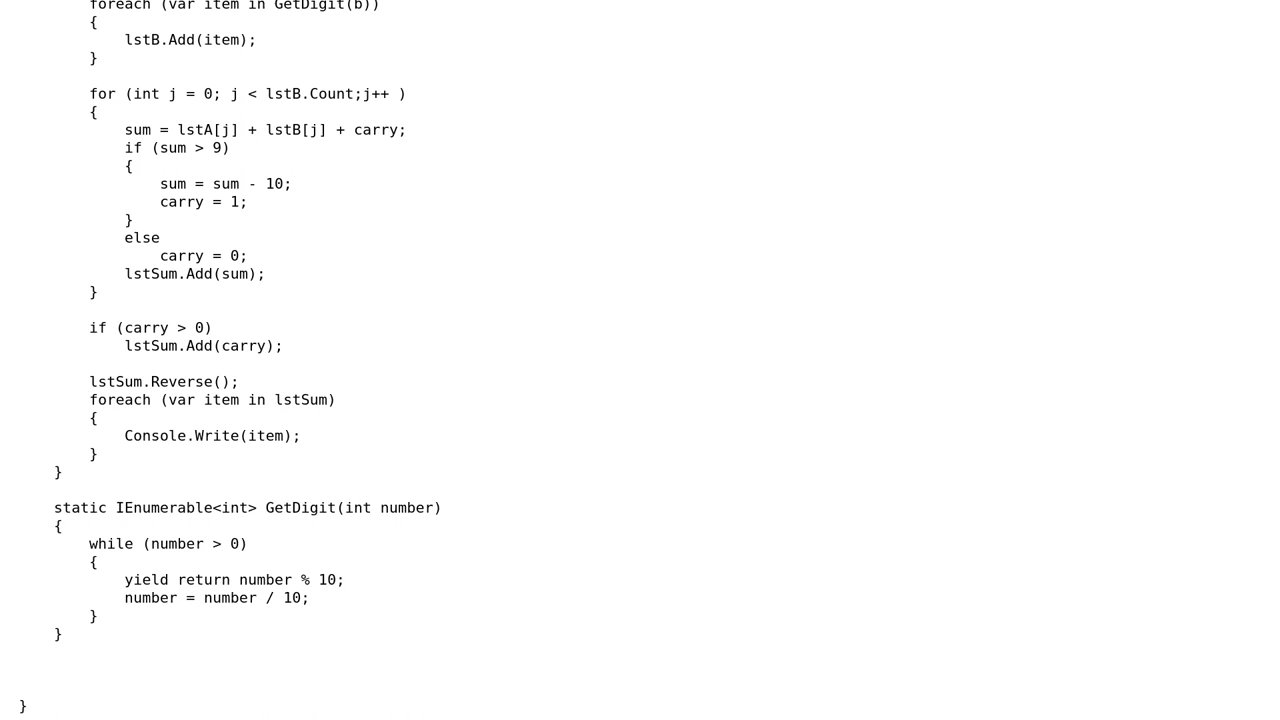 foreach (var item in GetDigit(b))
{
lstB.Add(item);
}
for (int j = 0; j < lstB.Count;j++ )
{
sum = lstA[j] + lstB[j] + carry;
if (sum > 9)
{
sum = sum - 10;
carry = 1;
}
else
carry = 0;
lstSum.Add(sum);
}
if (carry > 0)
lstSum.Add(carry);
lstSum.Reverse();
foreach (var item in lstSum)
{
Console.Write(item);
}
}
static IEnumerable<int> GetDigit(int number)
{
while (number > 0)
{
yield return number % 10;
number = number / 10;
}
}
}